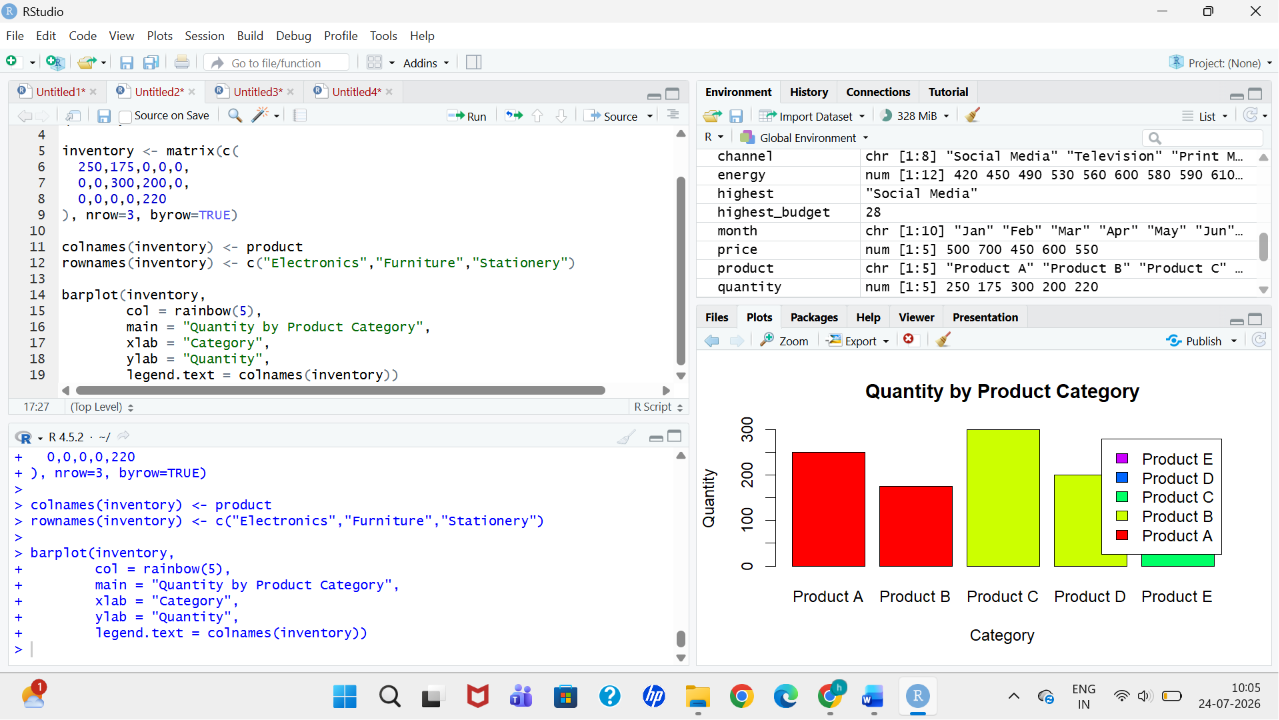 RStudio
File Edit Code View Plots Session Build Debug Profile Tools Help
Go to file/function Addins Project: (None)
Untitled1* Untitled2* Untitled3* Untitled4*
Source on Save Run Source
4
5 inventory <- matrix(c(
6 250,175,0,0,0,
7 0,0,300,200,0,
8 0,0,0,0,220
9 ), nrow=3, byrow=TRUE)
10
11 colnames(inventory) <- product
12 rownames(inventory) <- c("Electronics","Furniture","Stationery")
13
14 barplot(inventory,
15 col = rainbow(5),
16 main = "Quantity by Product Category",
17 xlab = "Category",
18 ylab = "Quantity",
19 legend.text = colnames(inventory))
17:27 (Top Level) R Script
R 4.5.2 · ~/
+ 0,0,0,0,220
+ ), nrow=3, byrow=TRUE)
>
> colnames(inventory) <- product
> rownames(inventory) <- c("Electronics","Furniture","Stationery")
>
> barplot(inventory,
+ col = rainbow(5),
+ main = "Quantity by Product Category",
+ xlab = "Category",
+ ylab = "Quantity",
+ legend.text = colnames(inventory))
>
Environment History Connections Tutorial
Import Dataset 328 MiB List
R Global Environment
channel chr [1:8] "Social Media" "Television" "Print M…
energy num [1:12] 420 450 490 530 560 600 580 590 610…
highest "Social Media"
highest_budget 28
month chr [1:10] "Jan" "Feb" "Mar" "Apr" "May" "Jun"…
price num [1:5] 500 700 450 600 550
product chr [1:5] "Product A" "Product B" "Product C" …
quantity num [1:5] 250 175 300 200 220
Files Plots Packages Help Viewer Presentation
Zoom Export Publish
Quantity by Product Category
Quantity
300
200
100
0
Product E
Product D
Product C
Product B
Product A
Product A Product B Product C Product D Product E
Category
1
hp
h
W
R
ENG
IN
10:05
24-07-2026